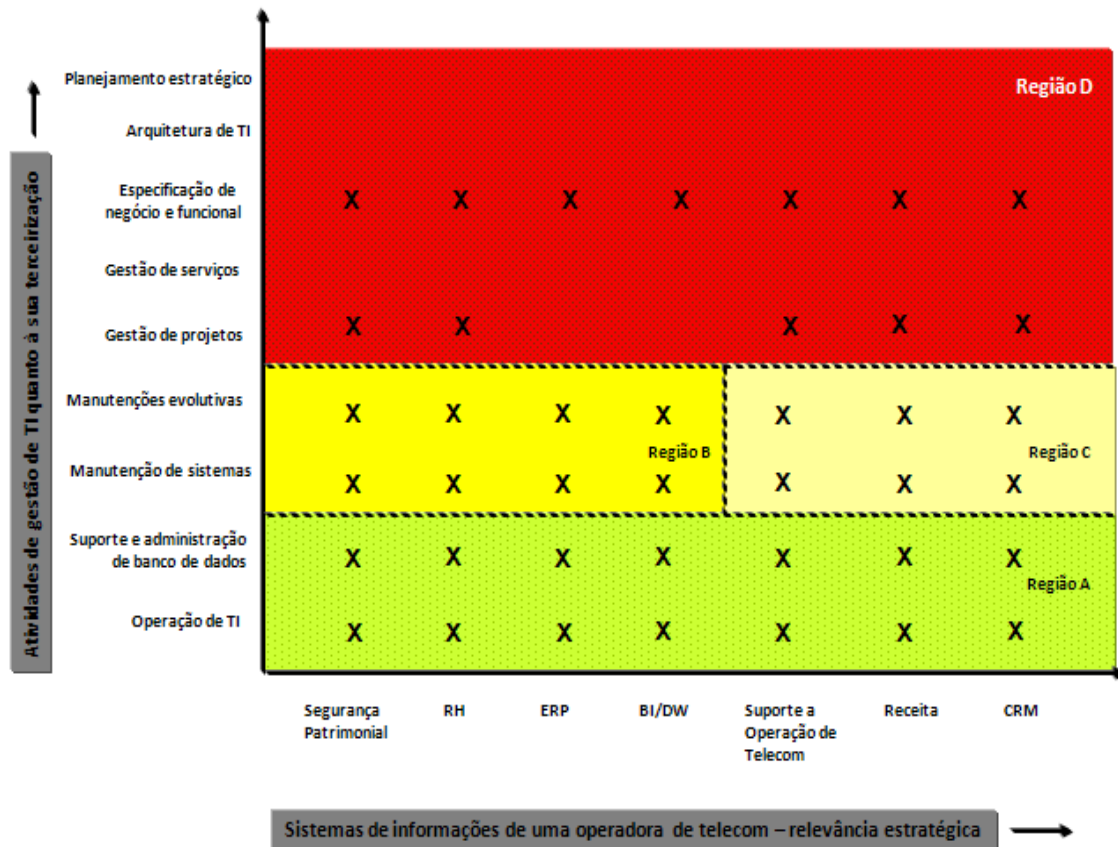 Planejamento estratégico
Região D
Arquitetura de TI
Especificação de
negócio e funcional
X X X X X X X
Gestão de serviços
Gestão de projetos
X X X X X
Manutenções evolutivas
X X X X X X X
Região B
Região C
Manutenção de sistemas
X X X X X X X
Suporte e administração
de banco de dados
X X X X X X X
Região A
Operação de TI
X X X X X X X
Atividades de gestão de TI quanto à sua terceirização
Segurança
Patrimonial
RH
ERP
BI/DW
Suporte a
Operação de
Telecom
Receita
CRM
Sistemas de informações de uma operadora de telecom – relevância estratégica